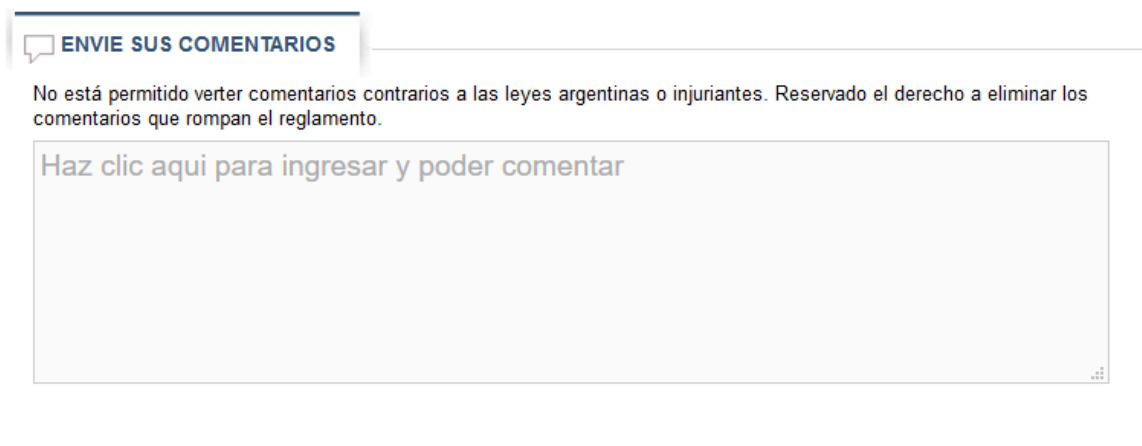 ENVIE SUS COMENTARIOS
No está permitido verter comentarios contrarios a las leyes argentinas o injuriantes. Reservado el derecho a eliminar los
comentarios que rompan el reglamento.
Haz clic aqui para ingresar y poder comentar